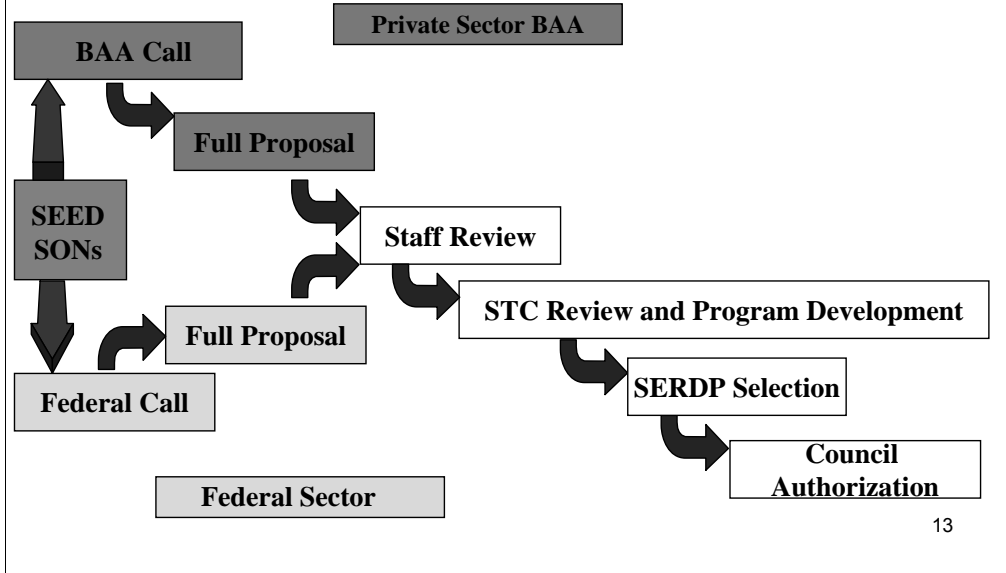 Private Sector BAA
BAA Call
Full Proposal
SEED
SONs
Staff Review
STC Review and Program Development
Full Proposal
SERDP Selection
Federal Call
Council
Authorization
Federal Sector
13